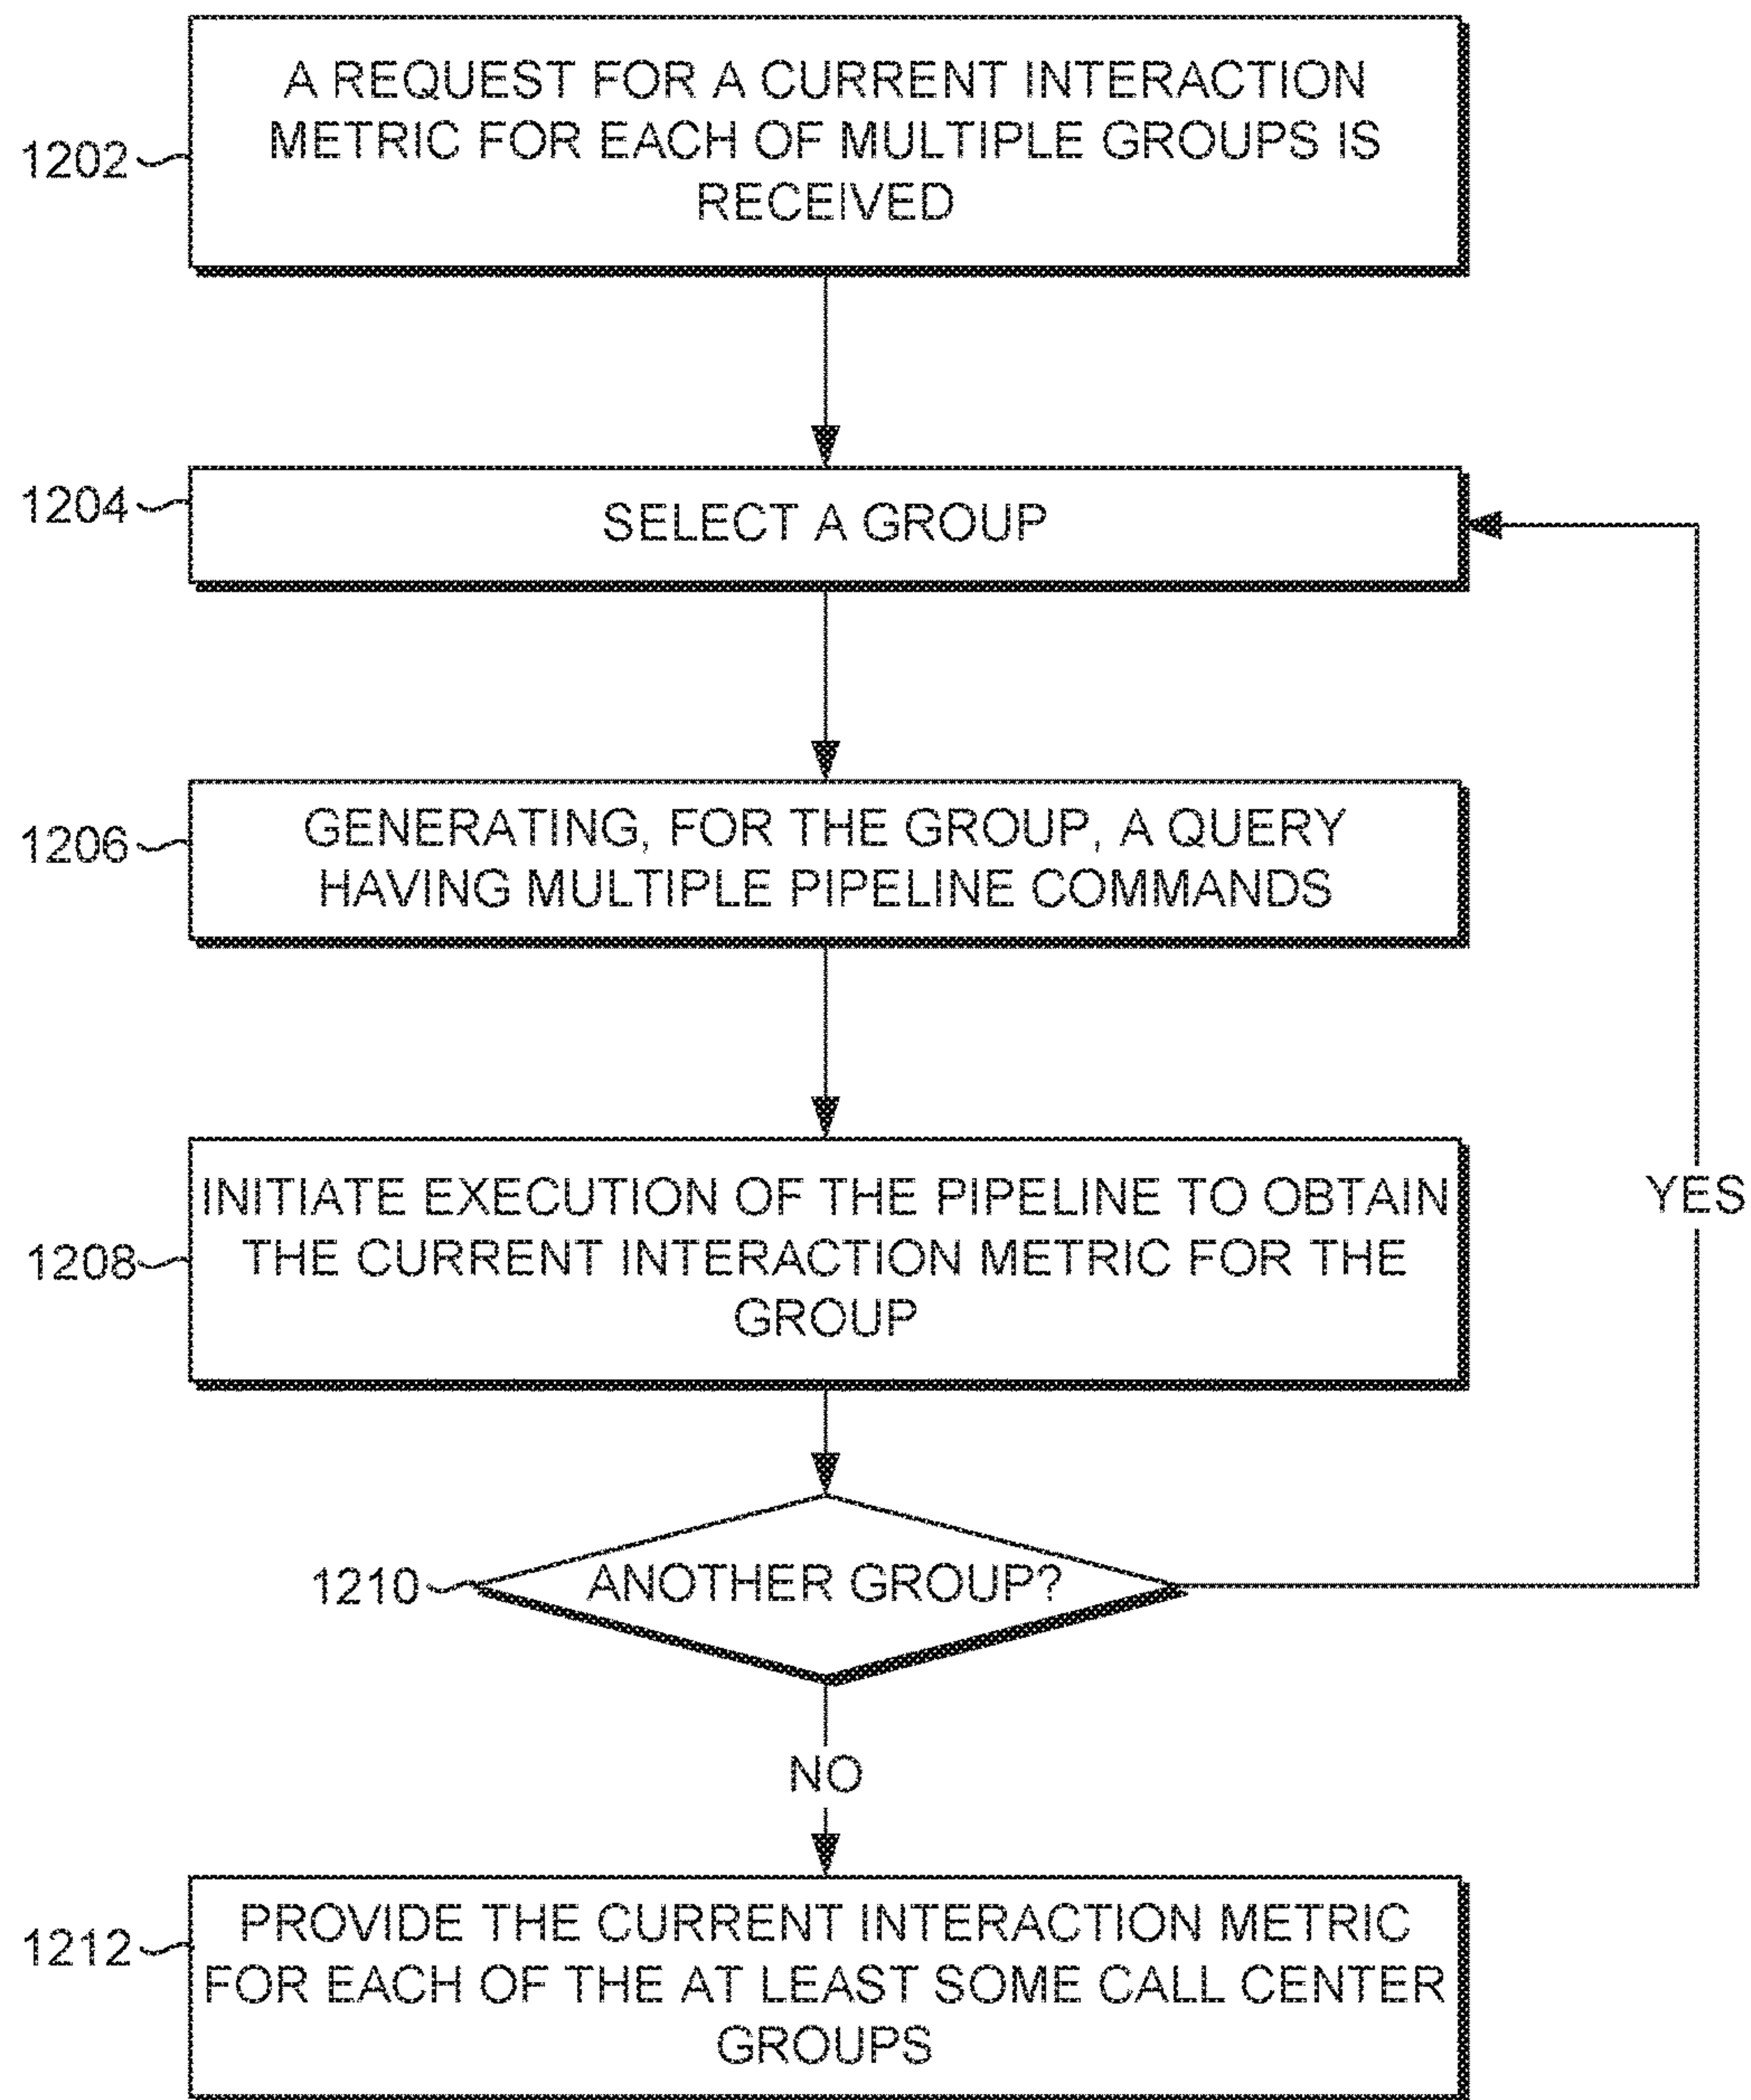 A REQUEST FOR A CURRENT INTERACTION
METRIC FOR EACH OF MULTIPLE GROUPS IS
RECEIVED
1202
SELECT A GROUP
1204
GENERATING, FOR THE GROUP, A QUERY
HAVING MULTIPLE PIPELINE COMMANDS
1206
INITIATE EXECUTION OF THE PIPELINE TO OBTAIN
THE CURRENT INTERACTION METRIC FOR THE
GROUP
1208
YES
ANOTHER GROUP?
1210
NO
PROVIDE THE CURRENT INTERACTION METRIC
FOR EACH OF THE AT LEAST SOME CALL CENTER
GROUPS
1212